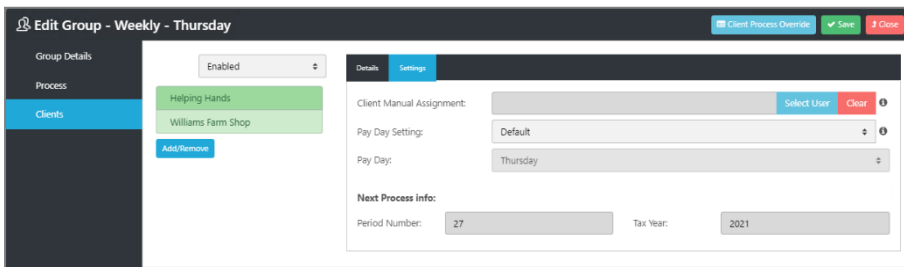 Edit Group - Weekly - Thursday
Client Process Override
Save
Close
Group Details
Process
Clients
Enabled
Helping Hands
Williams Farm Shop
Add/Remove
Details Settings
Client Manual Assignment: Select User Clear
Pay Day Setting: Default
Pay Day: Thursday
Next Process info:
Period Number: 27 Tax Year: 2021